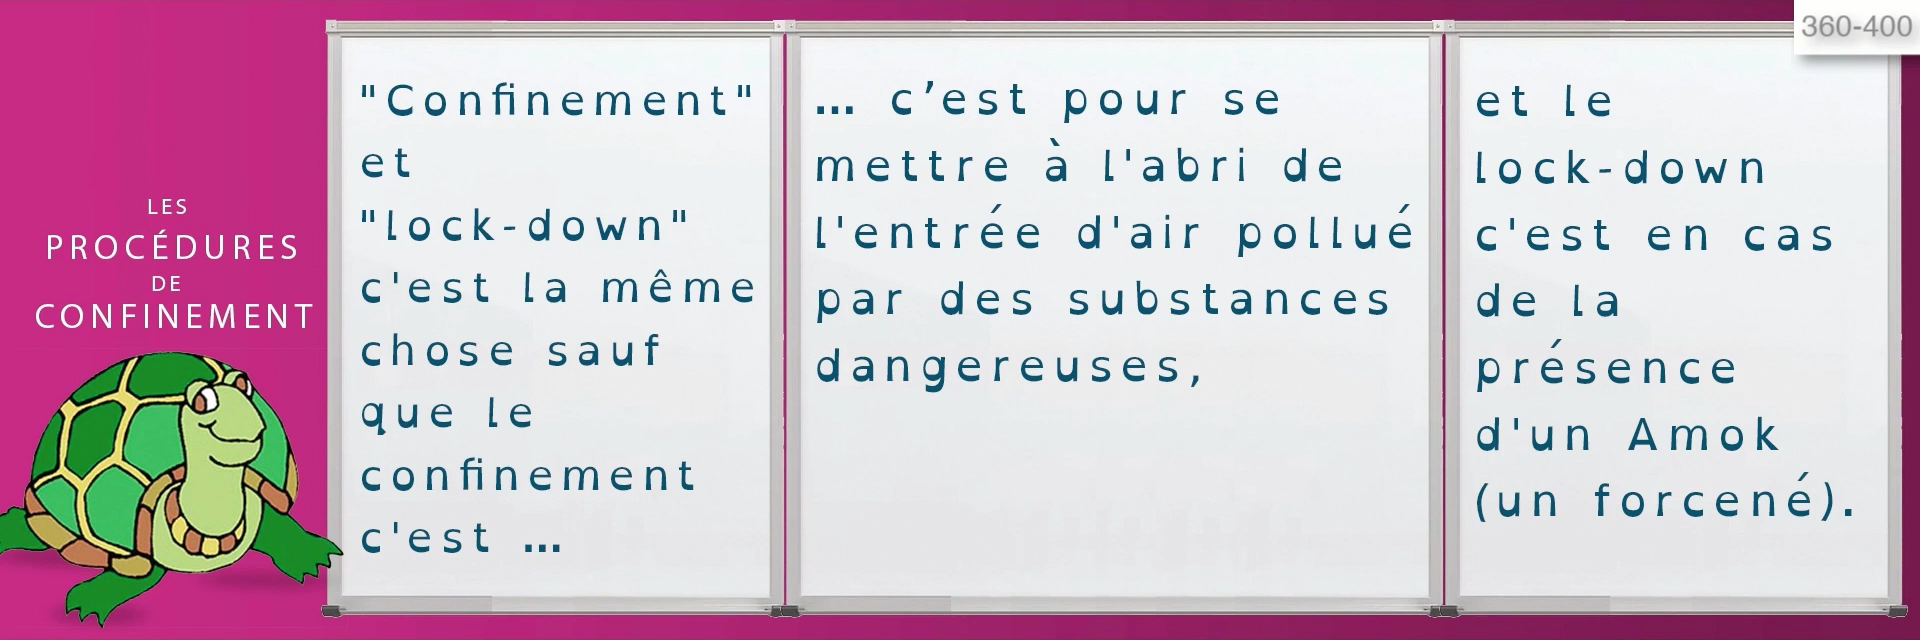 LES
PROCÉDURES
DE
CONFINEMENT
"Confinement"
et
"lock-down"
c'est la même
chose sauf
que le
confinement
c'est ...
... c’est pour se
mettre à l'abri de
l'entrée d'air pollué
par des substances
dangereuses,
et le
lock-down
c'est en cas
de la
présence
d'un Amok
(un forcené).
360-400